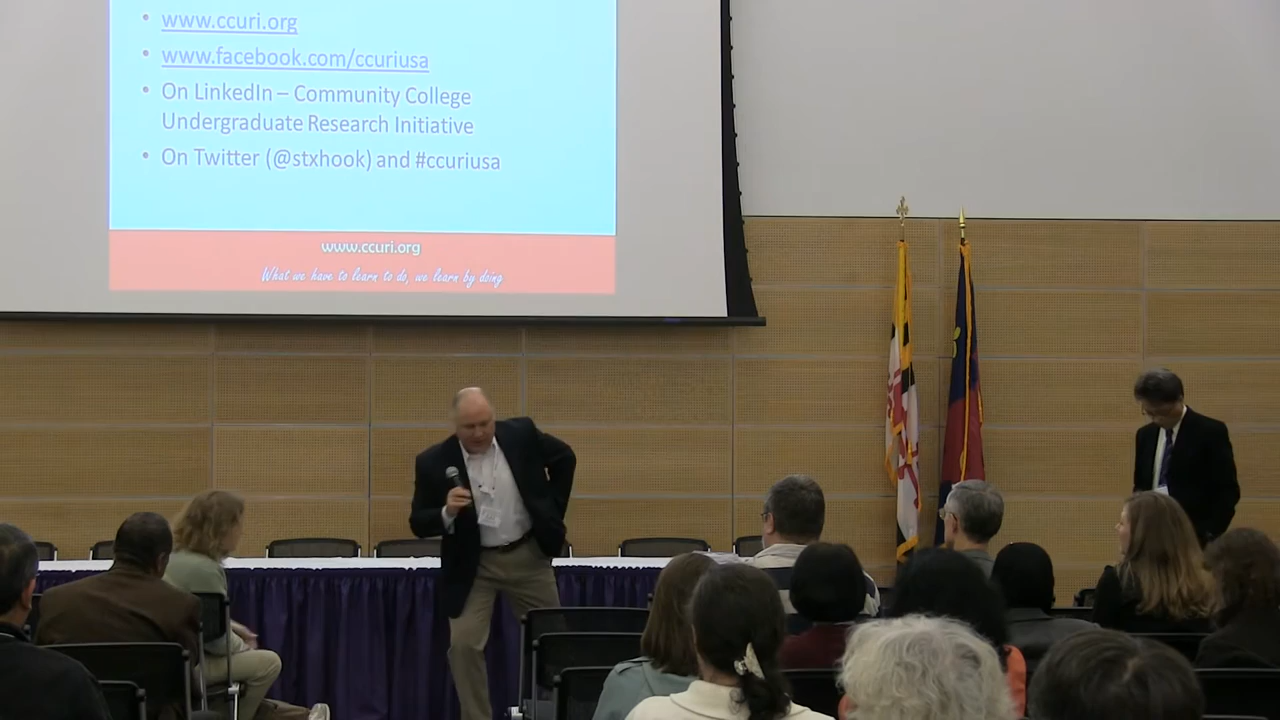 www.ccuri.org
www.facebook.com/ccuriusa
On LinkedIn – Community College
Undergraduate Research Initiative
On Twitter (@stxhook) and #ccuriusa
www.ccuri.org
What we have to learn to do, we learn by doing